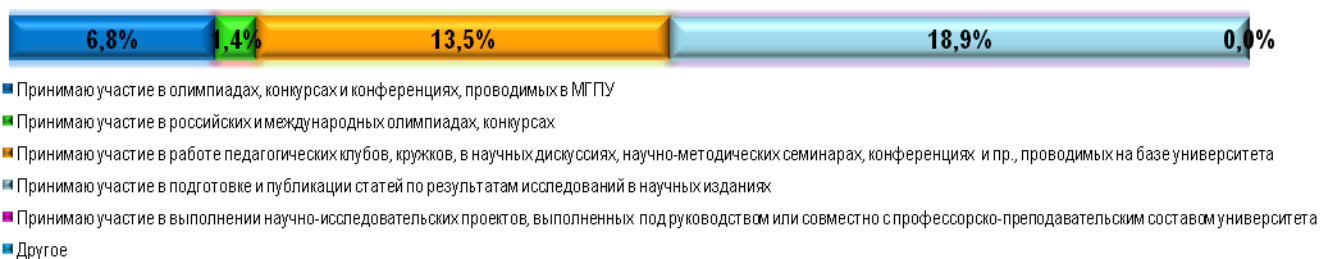 6,8% 1,4% 13,5% 18,9% 0,0%
Принимаю участие в олимпиадах, конкурсах и конференциях, проводимых в МГПУ
Принимаю участие в российских и международных олимпиадах, конкурсах
Принимаю участие в работе педагогических клубов, кружков, в научных дискуссиях, научно-методических семинарах, конференциях и пр., проводимых на базе университета
Принимаю участие в подготовке и публикации статей по результатам исследований в научных изданиях
Принимаю участие в выполнении научно-исследовательских проектов, выполненных под руководством или совместно с профессорско-преподавательским составом университета
Другое